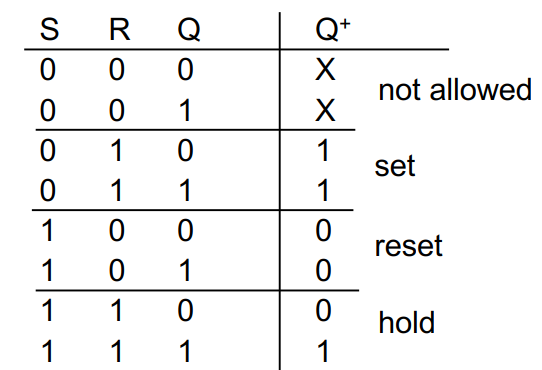 S R Q Q+
0 0 0 X
not allowed
0 0 1 X
0 1 0 1
set
0 1 1 1
1 0 0 0
reset
1 0 1 0
1 1 0 0
hold
1 1 1 1